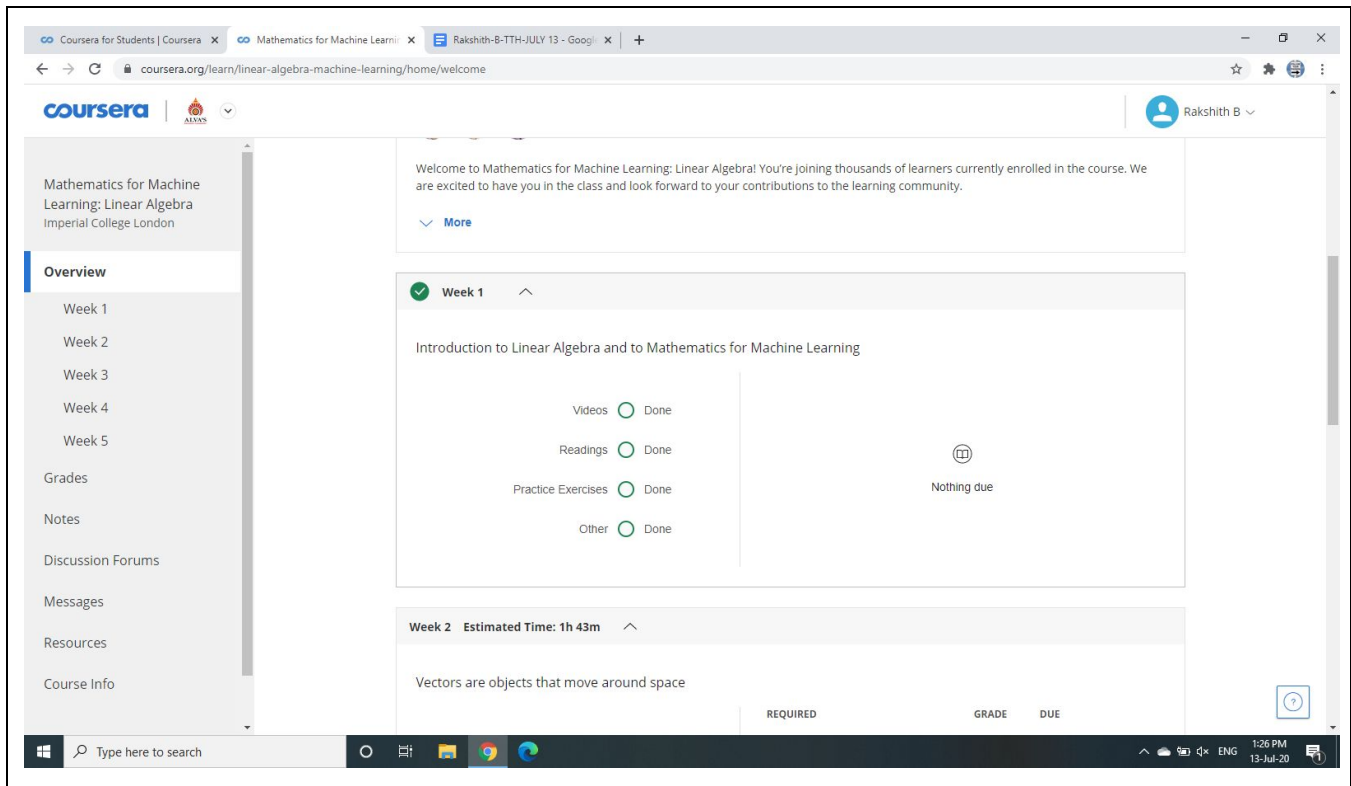 Coursera for Students | Coursera
Mathematics for Machine Learnin
Rakshith-B-TTH-JULY 13 - Google
coursera.org/learn/linear-algebra-machine-learning/home/welcome
coursera
ALVA'S
Rakshith B
Mathematics for Machine
Learning: Linear Algebra
Imperial College London
Overview
Week 1
Week 2
Week 3
Week 4
Week 5
Grades
Notes
Discussion Forums
Messages
Resources
Course Info
Welcome to Mathematics for Machine Learning: Linear Algebra! You're joining thousands of learners currently enrolled in the course. We
are excited to have you in the class and look forward to your contributions to the learning community.
More
Week 1
Introduction to Linear Algebra and to Mathematics for Machine Learning
Videos Done
Readings Done
Practice Exercises Done
Other Done
Nothing due
Week 2 Estimated Time: 1h 43m
Vectors are objects that move around space
REQUIRED GRADE DUE
Type here to search
ENG
1:26 PM
13-Jul-20
1